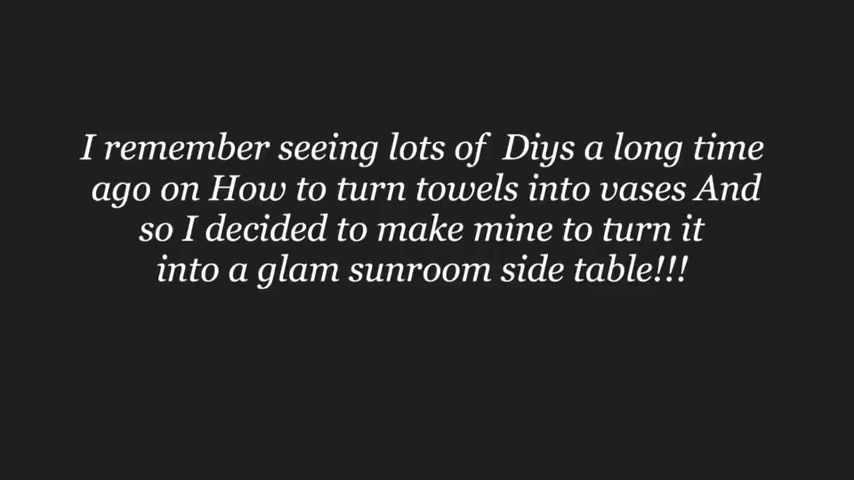 I remember seeing lots of Diys a long time
ago on How to turn towels into vases And
so I decided to make mine to turn it
into a glam sunroom side table!!!